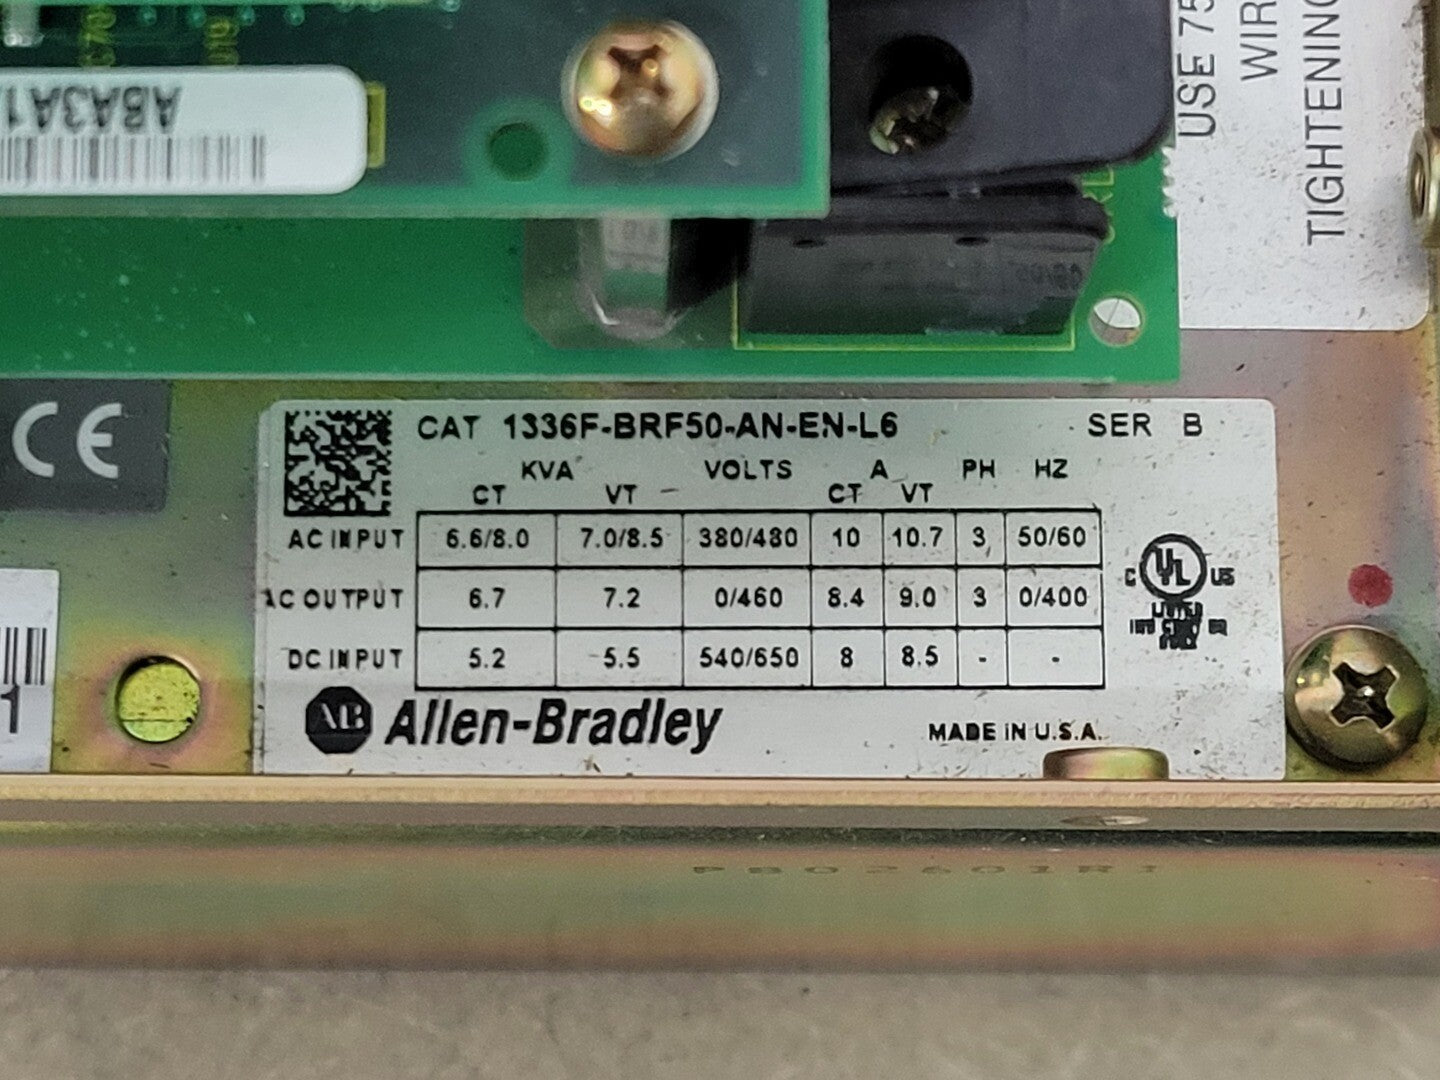 ABA3A1
USE 75
WIR
TIGHTENING
CE
CAT 1336F-BRF50-AN-EN-L6 SER B
KVA VOLTS A PH HZ
CT VT CT VT
AC INPUT 6.6/8.0 7.0/8.5 380/480 10 10.7 3 50/60
AC OUTPUT 6.7 7.2 0/460 8.4 9.0 3 0/400
DC INPUT 5.2 5.5 540/650 8 8.5 - -
C UL US
LISTED
1
AB Allen-Bradley
MADE IN U.S.A.
PB02601R1